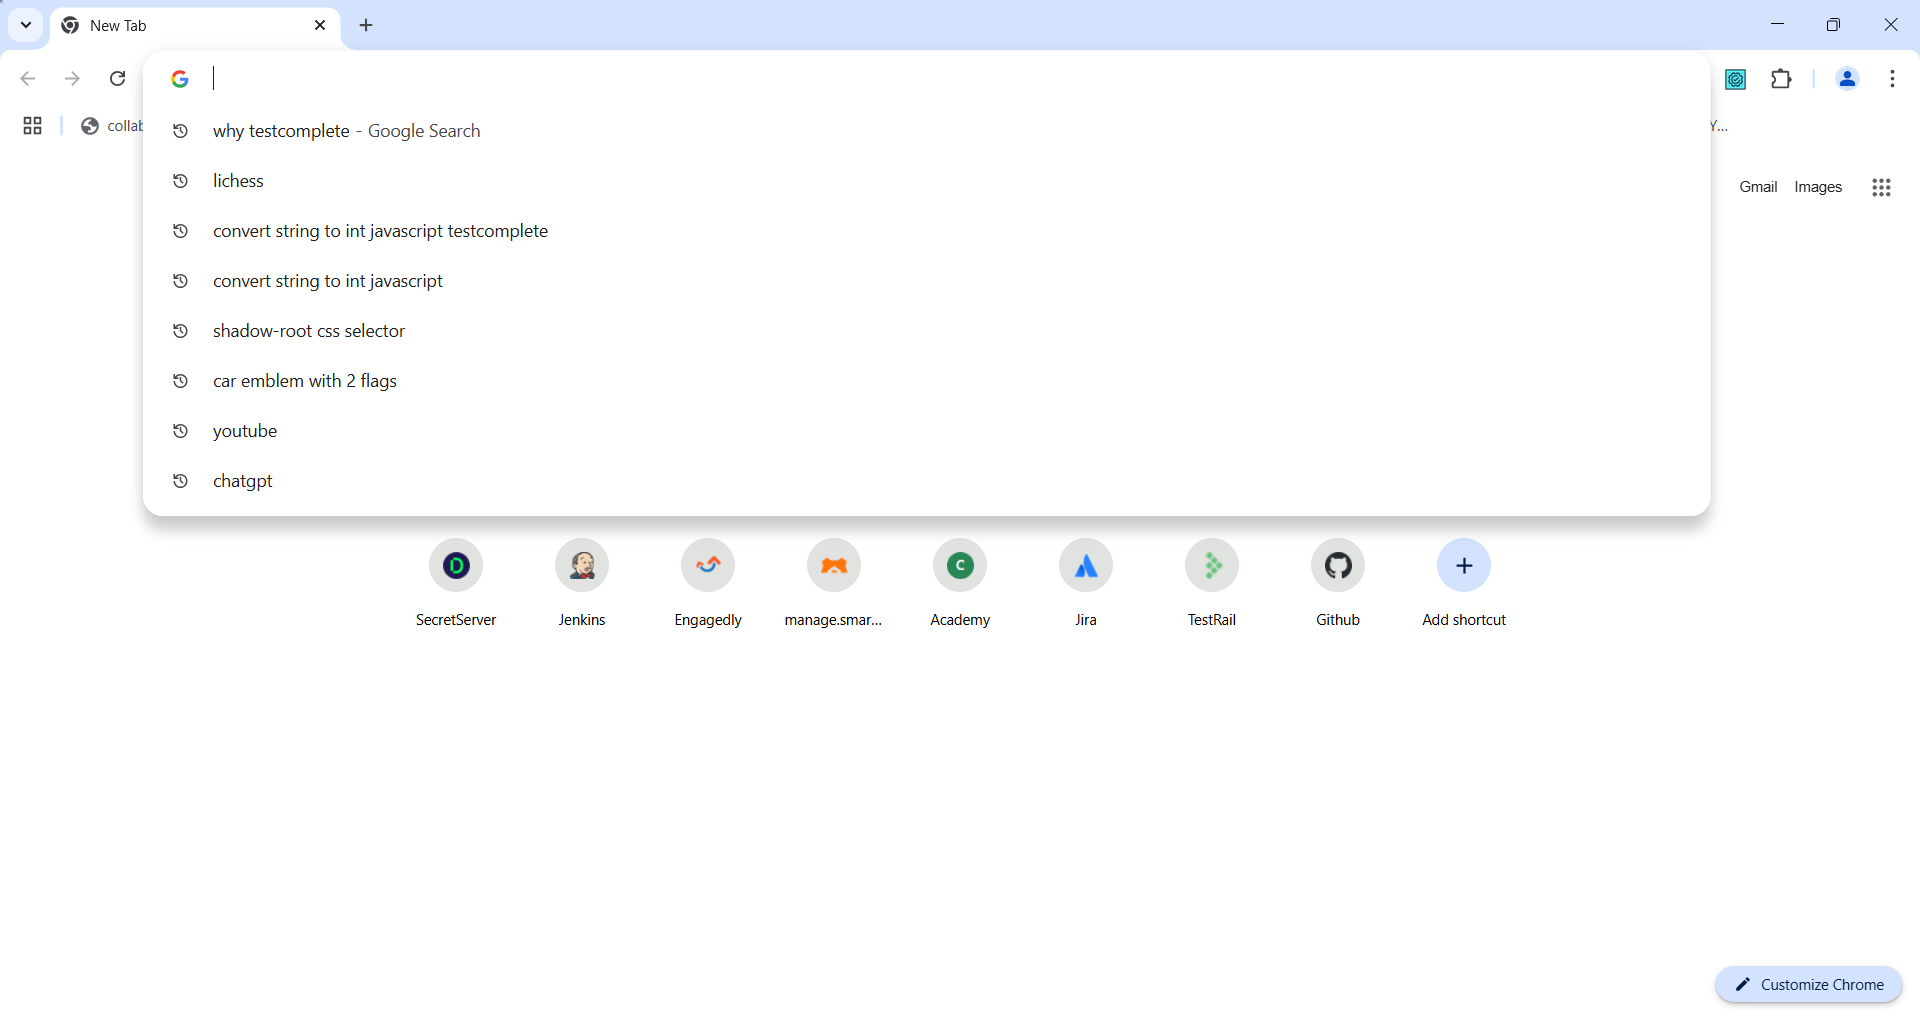 New Tab
collab
Y...
why testcomplete - Google Search
lichess
Gmail Images
convert string to int javascript testcomplete
convert string to int javascript
shadow-root css selector
car emblem with 2 flags
youtube
chatgpt
SecretServer
Jenkins
Engagedly
manage.smar...
Academy
Jira
TestRail
Github
Add shortcut
Customize Chrome